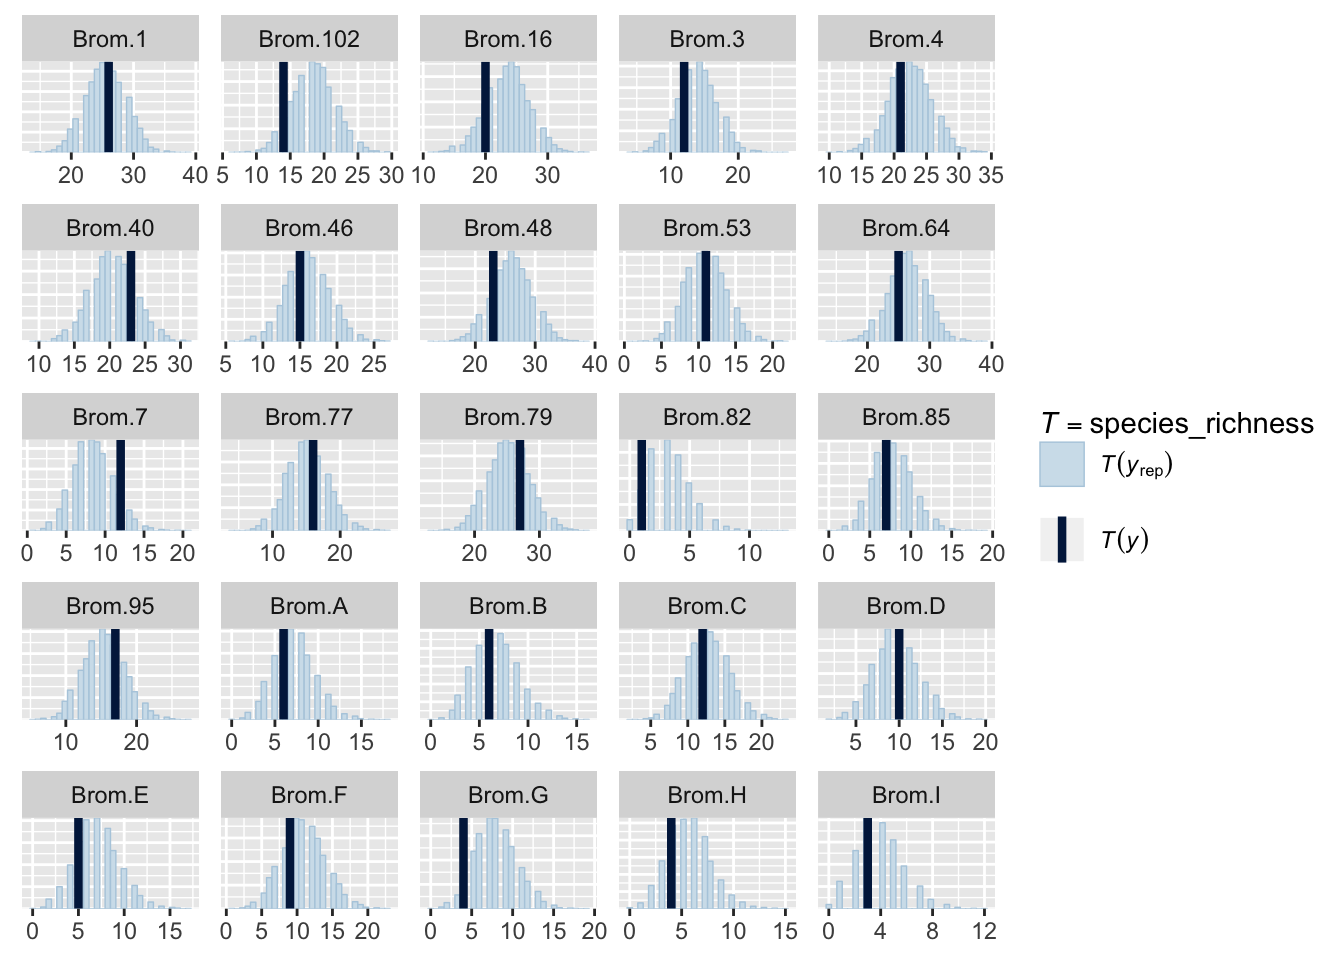 Brom.1 Brom.102 Brom.16 Brom.3 Brom.4
20 30 40 5 10 15 20 25 30 10 20 30 10 20 10 15 20 25 30 35
Brom.40 Brom.46 Brom.48 Brom.53 Brom.64
10 15 20 25 30 5 10 15 20 25 20 30 40 0 5 10 15 20 20 30 40
Brom.7 Brom.77 Brom.79 Brom.82 Brom.85
0 5 10 15 20 10 20 20 30 0 5 10 0 5 10 15 20
Brom.95 Brom.A Brom.B Brom.C Brom.D
10 20 0 5 10 15 0 5 10 15 5 10 15 20 5 10 15 20
Brom.E Brom.F Brom.G Brom.H Brom.I
0 5 10 15 0 5 10 15 20 0 5 10 15 20 0 5 10 15 0 4 8 12
T = species_richness
T(yrep)
T(y)